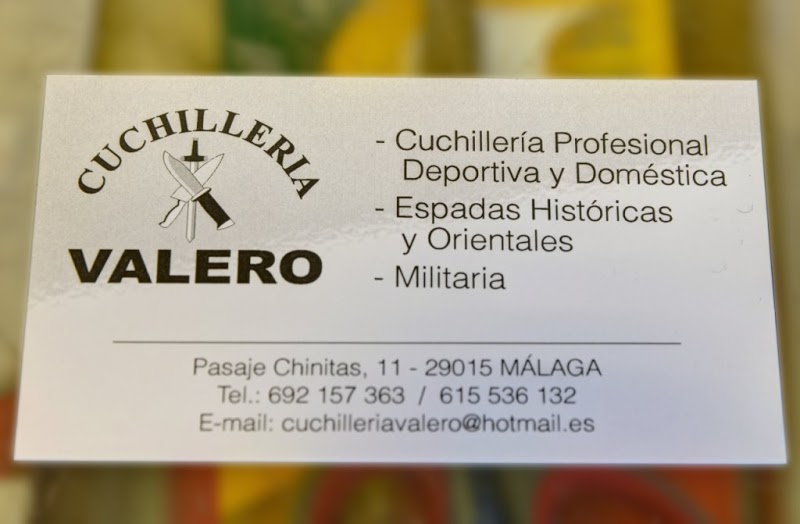 CUCHILLERIA
VALERO
- Cuchillería Profesional
Deportiva y Doméstica
- Espadas Históricas
y Orientales
- Militaria
Pasaje Chinitas, 11 - 29015 MÁLAGA
Tel.: 692 157 363 / 615 536 132
E-mail: cuchilleriavalero@hotmail.es